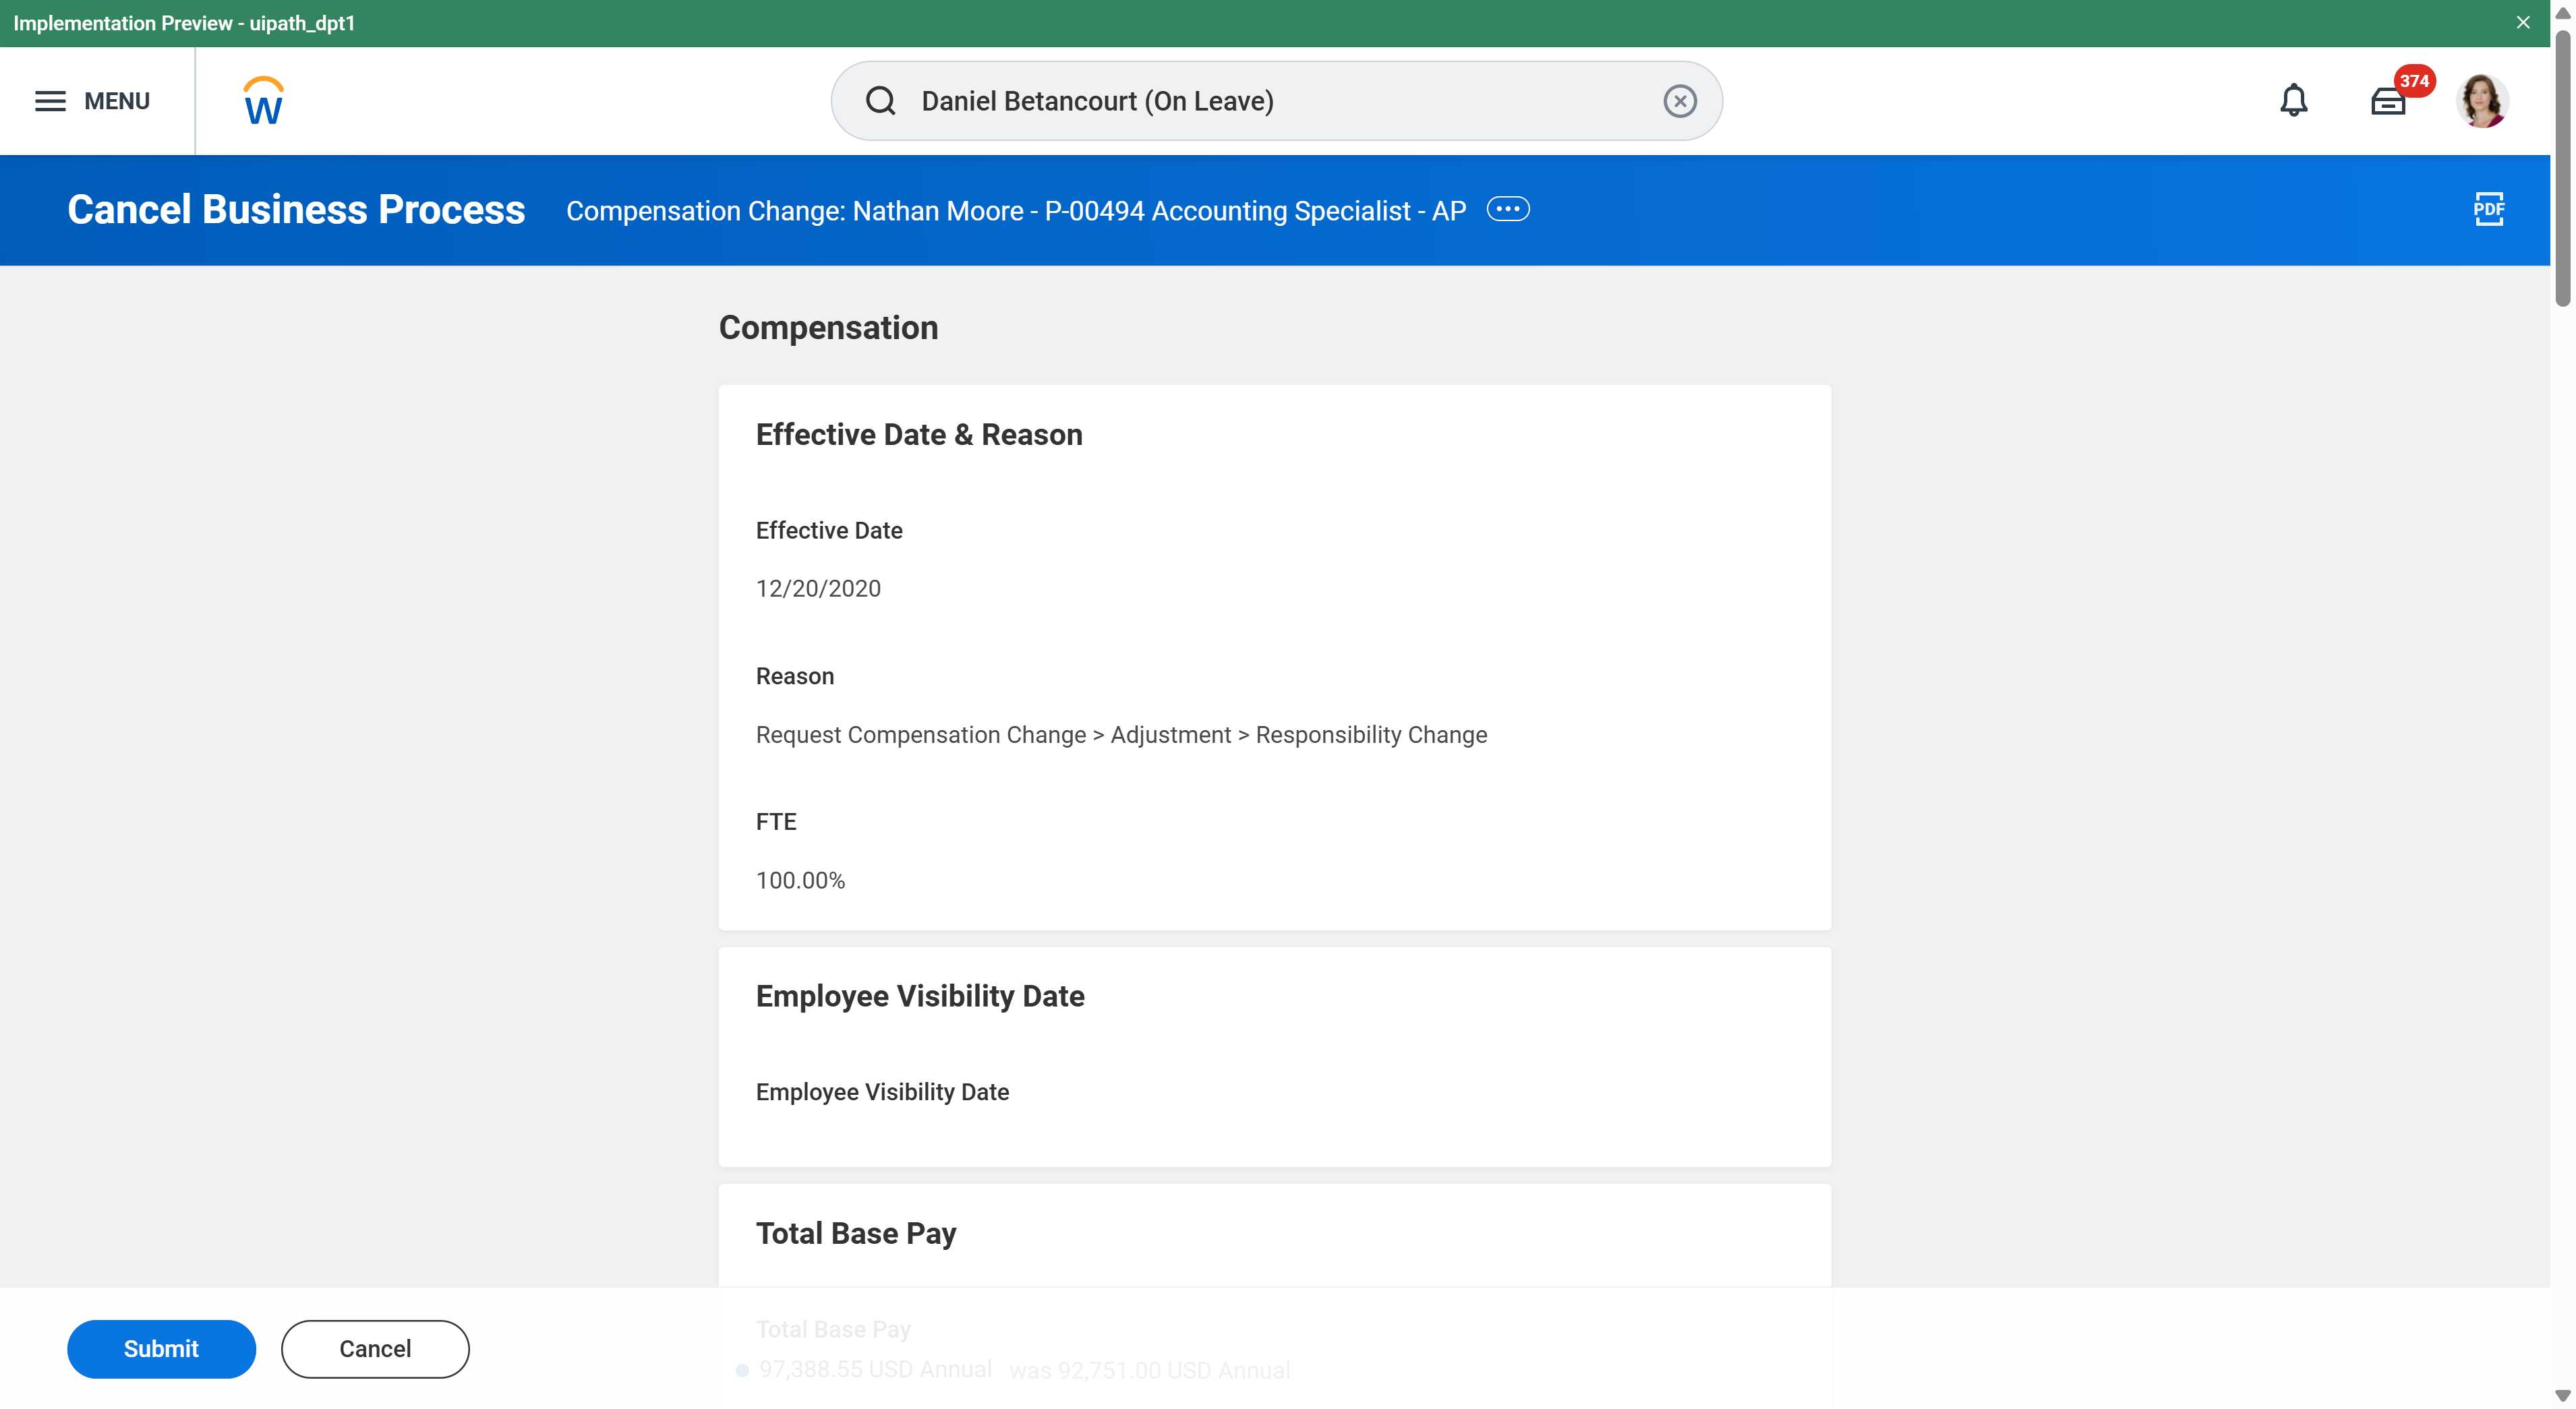 Implementation Preview - uipath_dpt1
MENU
W
Daniel Betancourt (On Leave)
374
Cancel Business Process
Compensation Change: Nathan Moore - P-00494 Accounting Specialist - AP
PDF
Compensation
Effective Date & Reason
Effective Date
12/20/2020
Reason
Request Compensation Change > Adjustment > Responsibility Change
FTE
100.00%
Employee Visibility Date
Employee Visibility Date
Total Base Pay
Total Base Pay
97,388.55 USD Annual was 92,751.00 USD Annual
Submit
Cancel